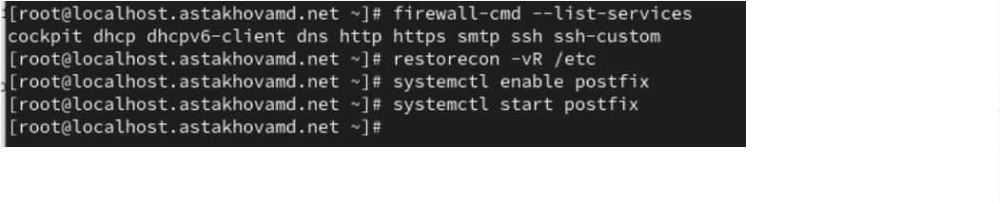 [root@localhost.astakhovamd.net ~]# firewall-cmd --list-services
cockpit dhcp dhcpv6-client dns http https smtp ssh ssh-custom
[root@localhost.astakhovamd.net ~]# restorecon -vR /etc
[root@localhost.astakhovamd.net ~]# systemctl enable postfix
[root@localhost.astakhovamd.net ~]# systemctl start postfix
[root@localhost.astakhovamd.net ~]#